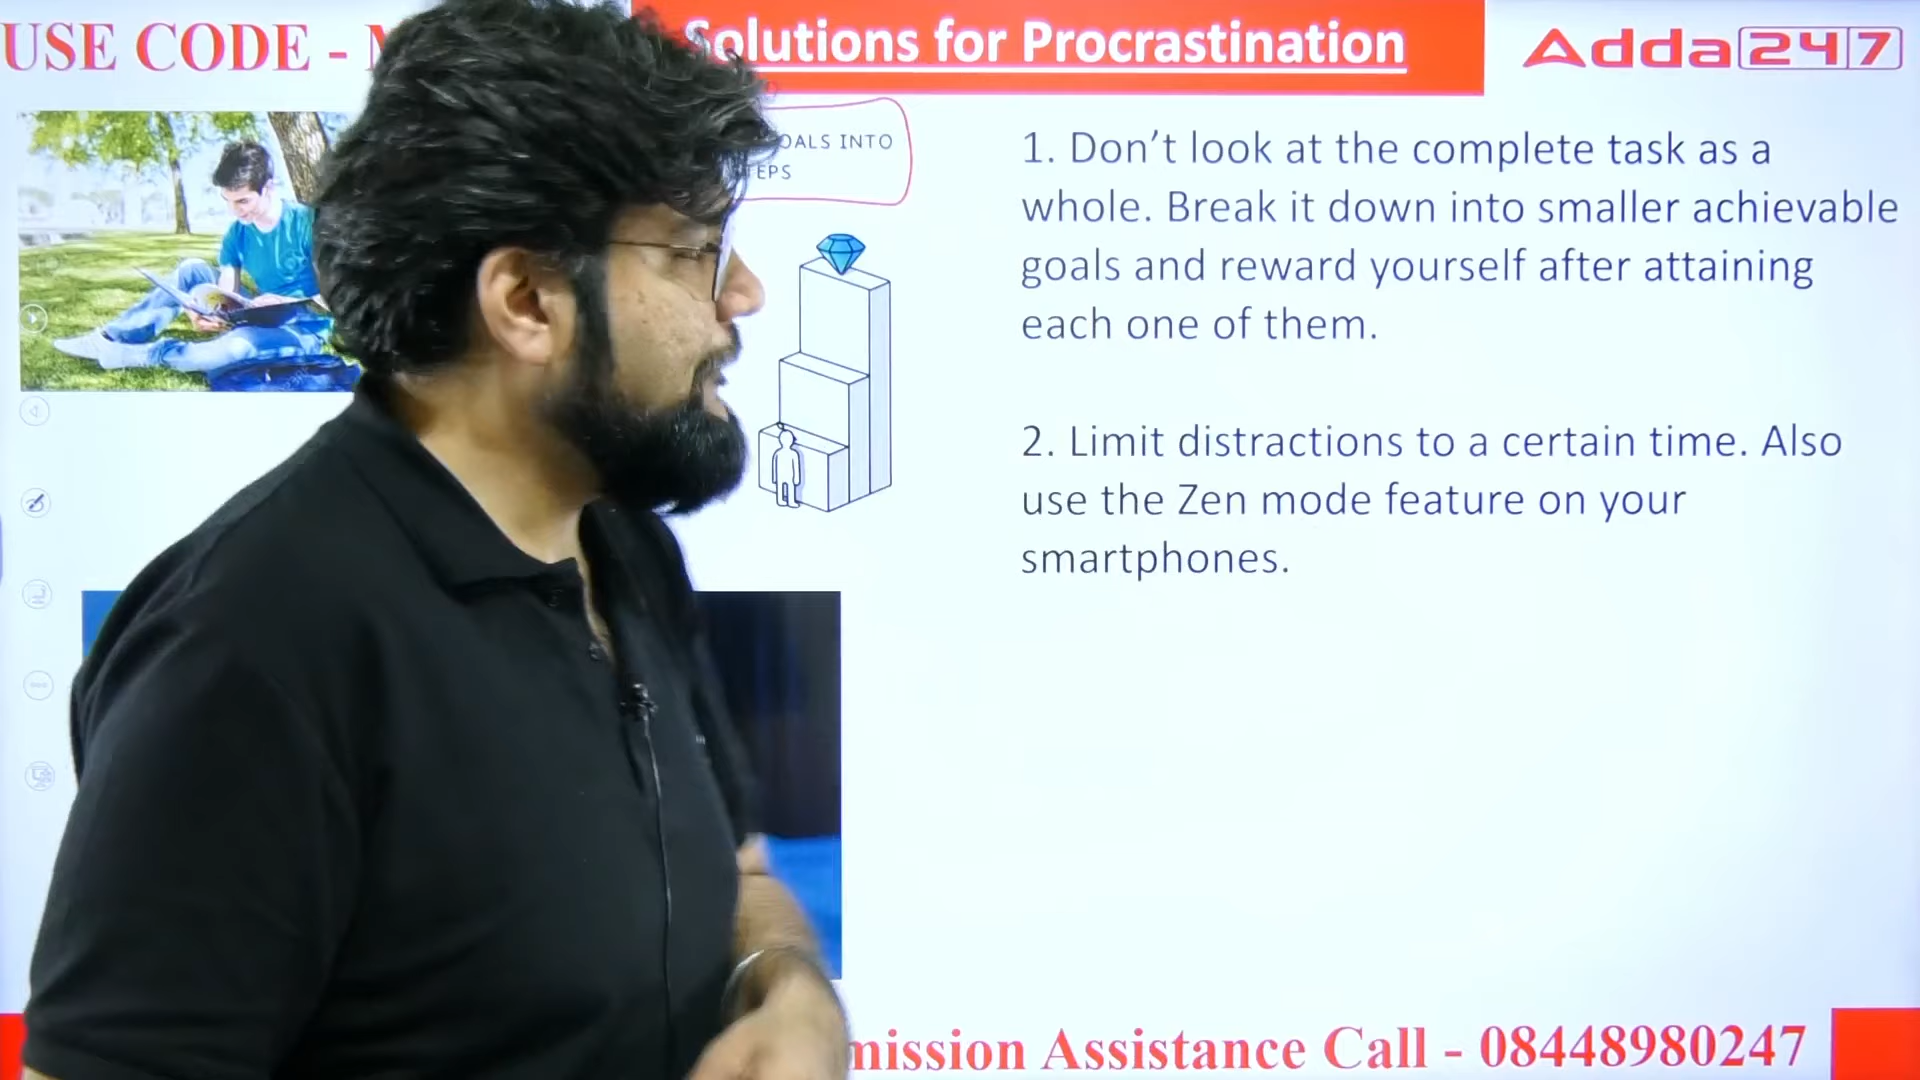 USE CODE -
Solutions for Procrastination
Adda247
INTO
1. Don’t look at the complete task as a
whole. Break it down into smaller achievable
goals and reward yourself after attaining
each one of them.
2. Limit distractions to a certain time. Also
use the Zen mode feature on your
smartphones.
Assistance Call - 08448980247